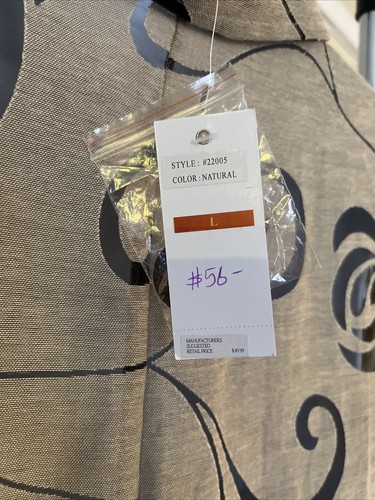 STYLE: #22005
COLOR: NATURAL
L
$56-
MANUFACTURERS
SUGGESTED
RETAIL PRICE